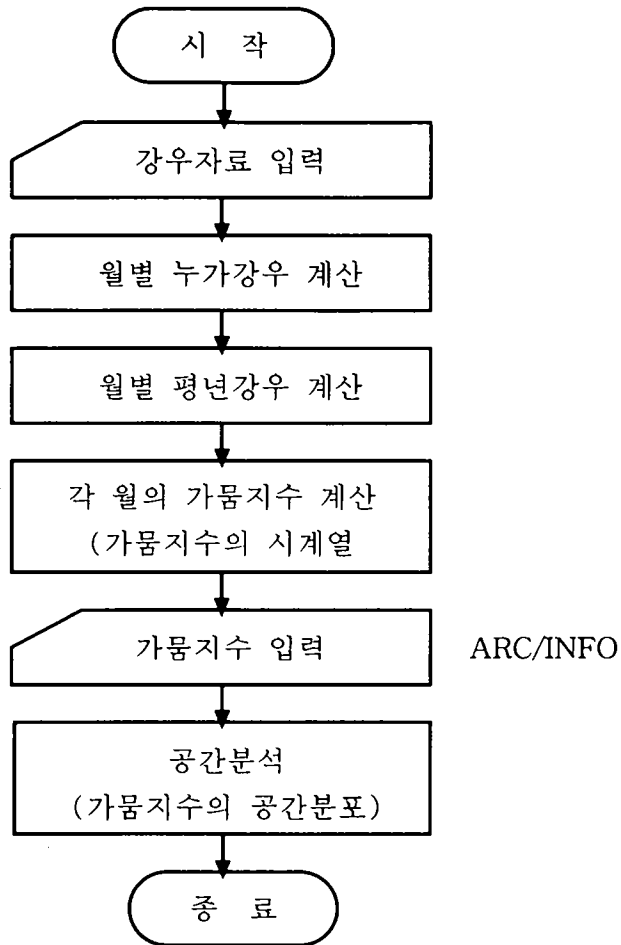 시 작
강우자료 입력
월별 누가강우 계산
월별 평년강우 계산
각 월의 가뭄지수 계산
(가뭄지수의 시계열
가뭄지수 입력
ARC/INFO
공간분석
(가뭄지수의 공간분포)
종 료